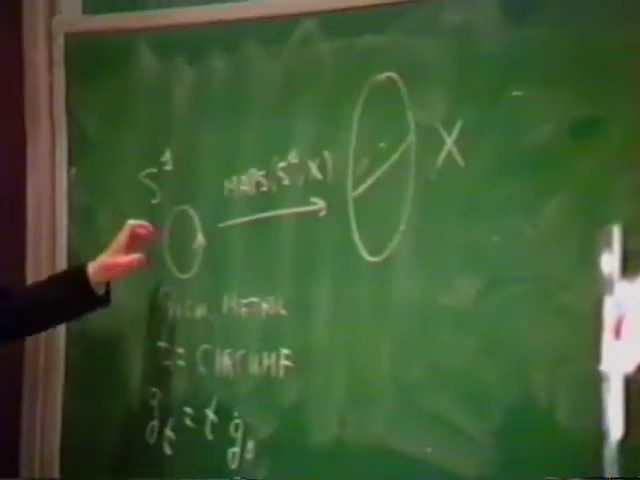 S¹
MAPS(S¹, X)
X
METRIC
= CIRCUMF
g_t = t g_0